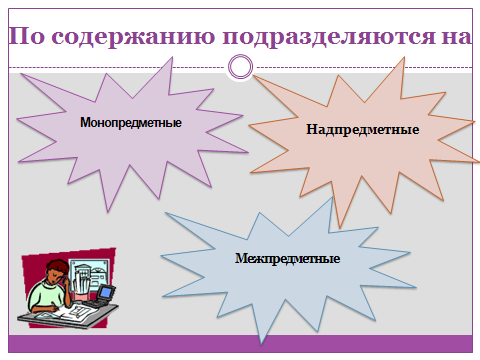 По содержанию подразделяются на
Монопредметные
Надпредметные
Межпредметные